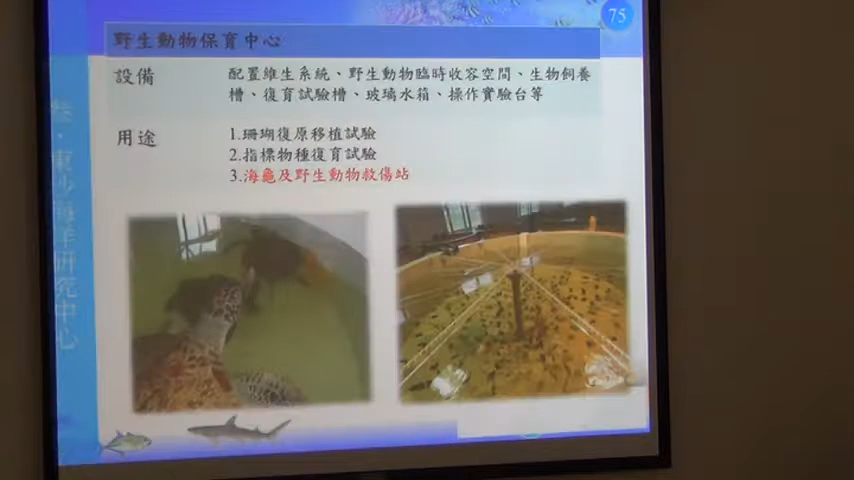 75
野生動物保育中心
設備
配置維生系統、野生動物臨時收容空間、生物飼養
槽、復育試驗槽、玻璃水箱、操作實驗台等
用途
1.珊瑚復原移植試驗
2.指標物種復育試驗
3.海龜及野生動物救傷站
東沙海洋研究中心